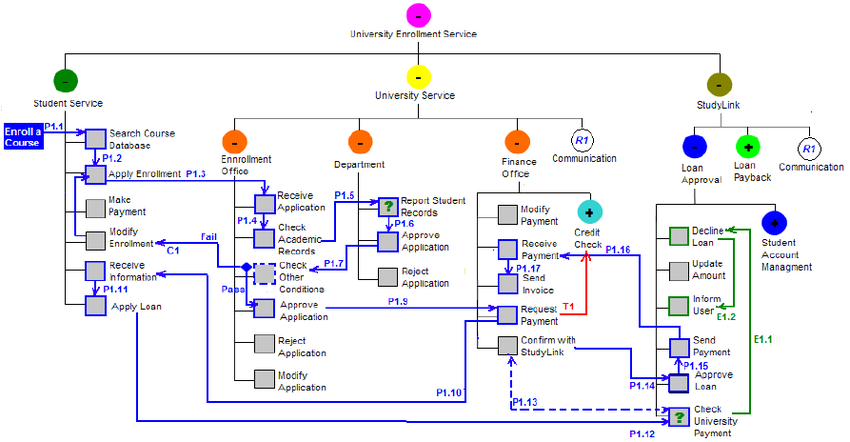 -
University Enrollment Service
-
Student Service
-
University Service
-
StudyLink
Enroll a
Course
P1.1
Search Course
Database
P1.2
Apply Enrollment
P1.3
Make
Payment
Modify
Enrollment
Fail
C1
Receive
Information
P1.11
Apply Loan
-
Ennrollment
Office
Receive
Application
P1.4
Check
Academic
Records
P1.5
Check
Other
Conditions
P1.7
Pass
Approve
Application
P1.9
Reject
Application
Modify
Application
-
Department
?
Report Student
Records
P1.6
Approve
Application
Reject
Application
-
Finance
Office
R1
Communication
Modify
Payment
+
Credit
Check
Receive
Payment
P1.16
P1.17
Send
Invoice
Request
Payment
T1
Confirm with
StudyLink
P1.10
P1.13
P1.14
P1.12
-
Loan
Approval
+
Loan
Payback
R1
Communication
+
Student
Account
Managment
Decline
Loan
Update
Amount
Inform
User
E1.2
E1.1
Send
Payment
P1.15
Approve
Loan
?
Check
University
Payment